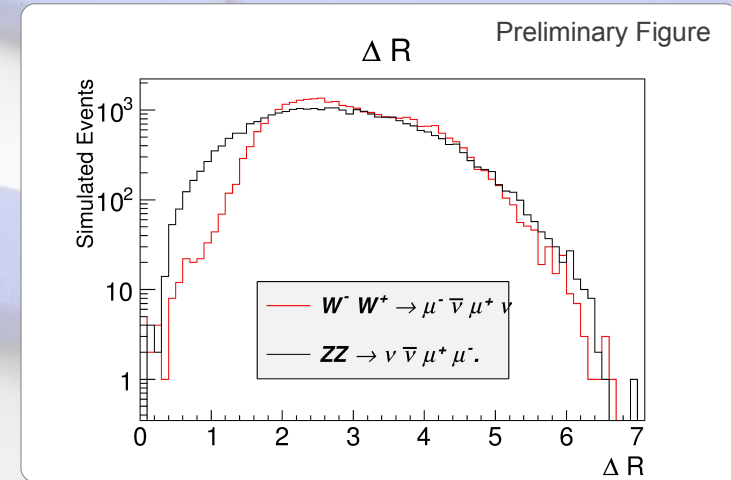 Preliminary Figure
Δ R
Simulated Events
10³
10²
10
1
W⁻ W⁺ → μ⁻ ν̅ μ⁺ ν
ZZ → ν ν̅ μ⁺ μ⁻.
0 1 2 3 4 5 6 7
Δ R